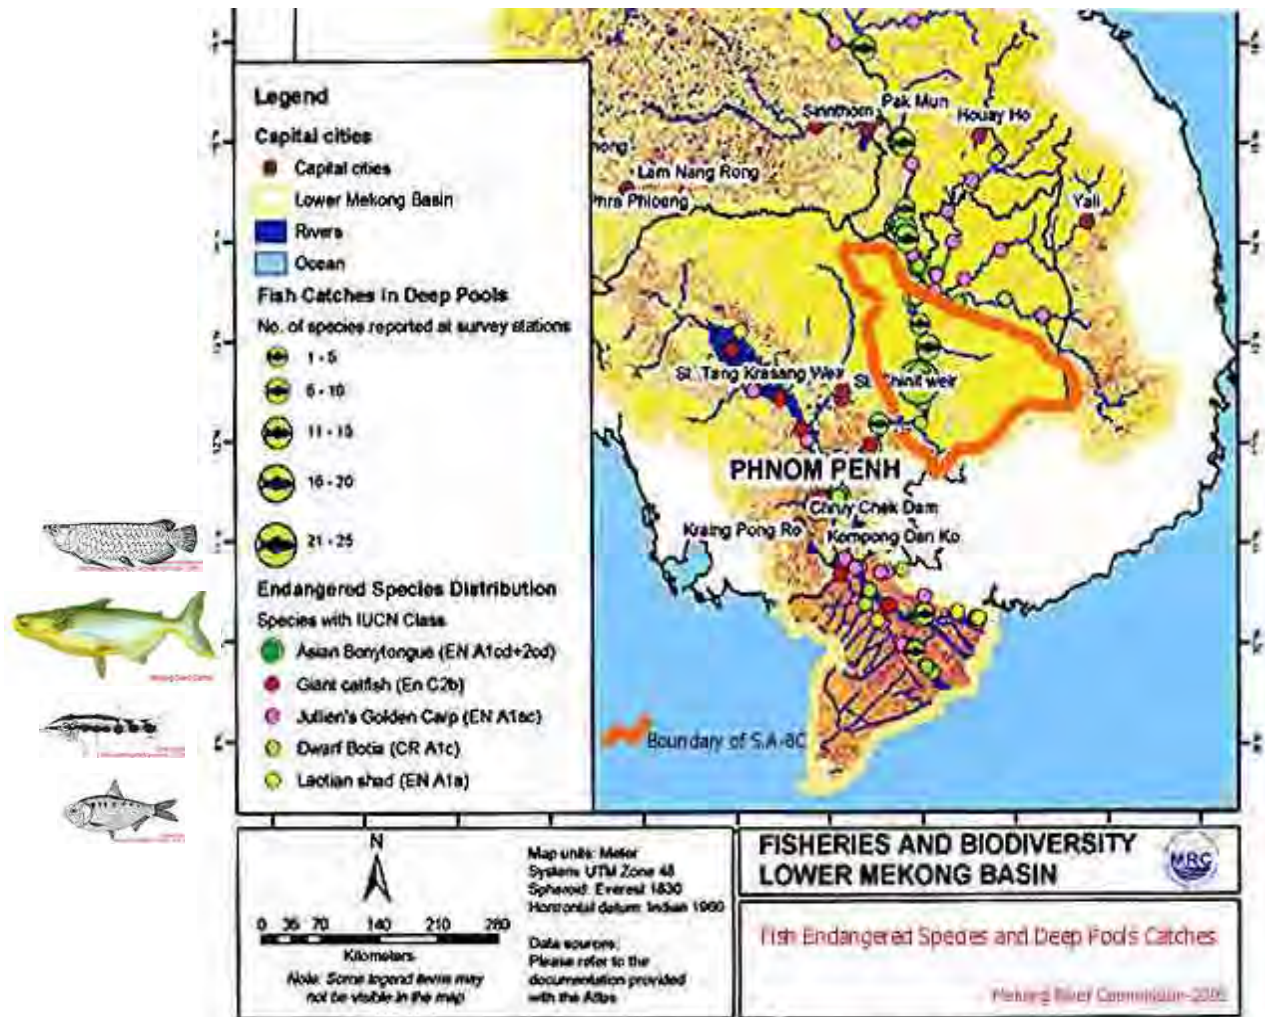 Legend
Capital cities
Capital cities
Lower Mekong Basin
Rivers
Ocean
Fish Catches in Deep Pools
No. of species reported at survey stations
1 - 5
6 - 10
11 - 15
16 - 20
21 - 25
Endangered Species Distribution
Species with IUCN Class
Asian Bonytongue (EN A1cd+2cd)
Giant catfish (En C2b)
Jullien's Golden Carp (EN A1ac)
Dwarf Botia (CR A1c)
Laotian shad (EN A1a)
Sirinthorn
Pak Mun
Houay Ho
Lam Nang Rong
Phra Phloeng
Yali
St. Tang Krasang Weir
St. Chinit weir
PHNOM PENH
Chruy Chek Dam
Kraing Pong Ro
Kompong Dan Ko
Boundary of S.A-8C
N
0 35 70 140 210 280
Kilometers
Note: Some legend items may
not be visible in the map
Map units: Meter
System: UTM Zone 48
Spheroid: Everest 1830
Horizontal datum: Indian 1960
Data sources:
Please refer to the
documentation provided
with the Atlas
FISHERIES AND BIODIVERSITY
LOWER MEKONG BASIN
MRC
Fish Endangered Species and Deep Pools Catches